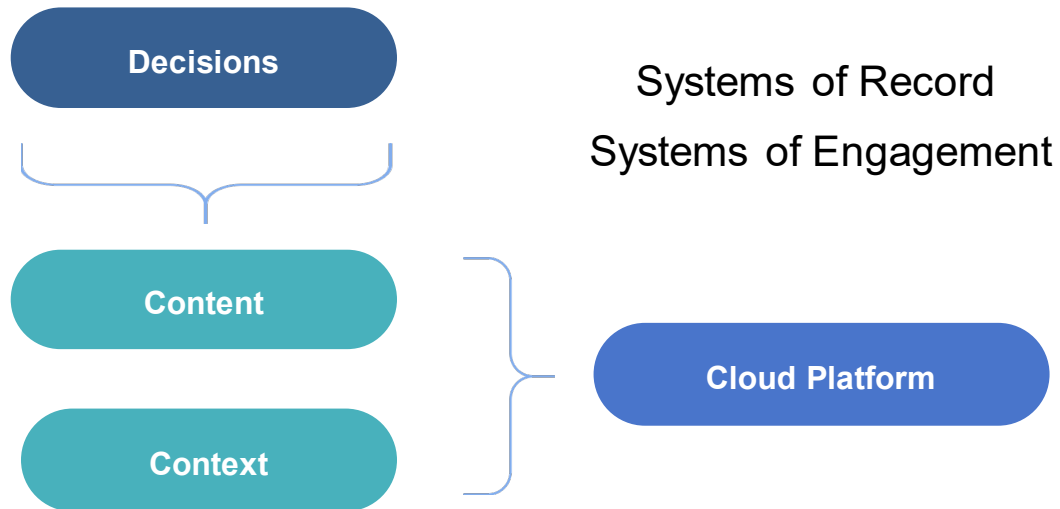 Decisions
Systems of Record
Systems of Engagement
Content
Cloud Platform
Context